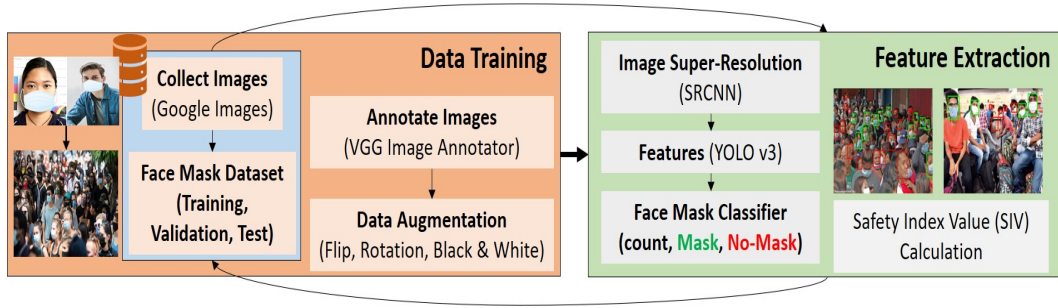 Data Training
Collect Images
(Google Images)
Face Mask Dataset
(Training,
Validation, Test)
Annotate Images
(VGG Image Annotator)
Data Augmentation
(Flip, Rotation, Black & White)
Feature Extraction
Image Super-Resolution
(SRCNN)
Features (YOLO v3)
Face Mask Classifier
(count, Mask, No-Mask)
Safety Index Value (SIV)
Calculation